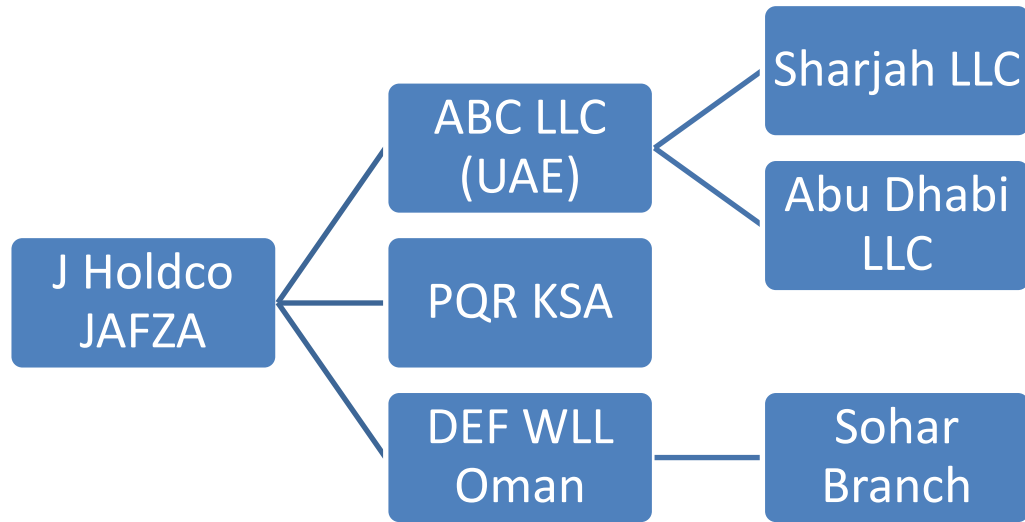 J Holdco
JAFZA
ABC LLC
(UAE)
PQR KSA
DEF WLL
Oman
Sharjah LLC
Abu Dhabi
LLC
Sohar
Branch